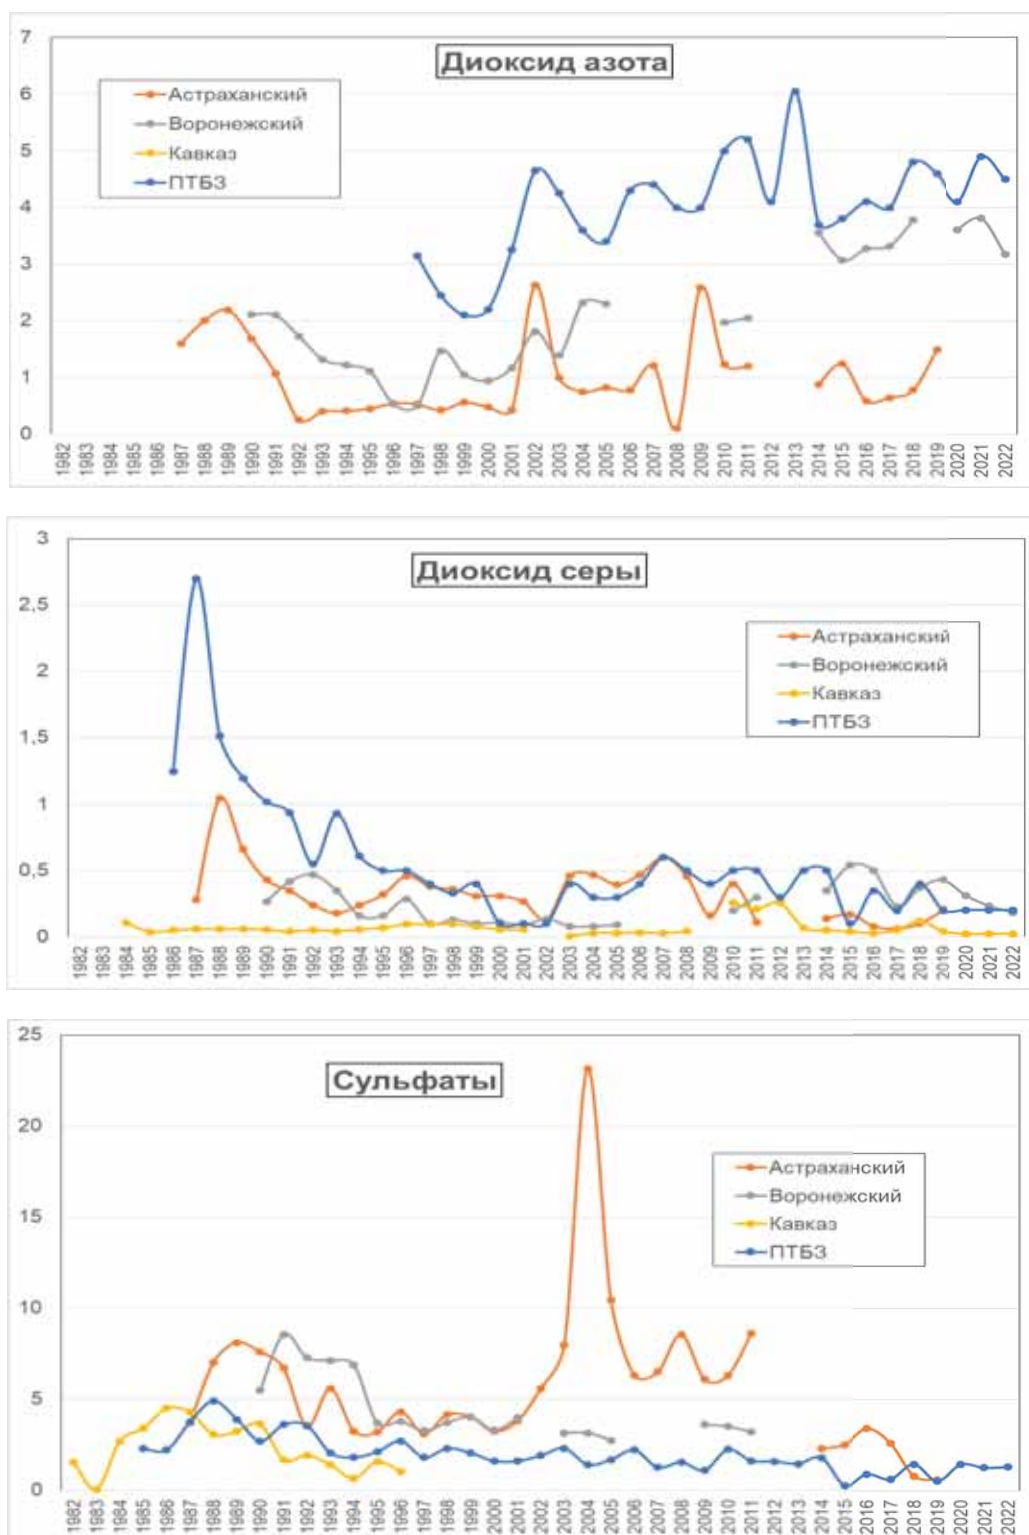 Диоксид азота
7
6
5
4
3
2
1
0
Астраханский
Воронежский
Кавказ
ПТБЗ
1982 1983 1984 1985 1986 1987 1988 1989 1990 1991 1992 1993 1994 1995 1996 1997 1998 1999 2000 2001 2002 2003 2004 2005 2006 2007 2008 2009 2010 2011 2012 2013 2014 2015 2016 2017 2018 2019 2020 2021 2022
Диоксид серы
3
2,5
2
1,5
1
0,5
0
Астраханский
Воронежский
Кавказ
ПТБЗ
1982 1983 1984 1985 1986 1987 1988 1989 1990 1991 1992 1993 1994 1995 1996 1997 1998 1999 2000 2001 2002 2003 2004 2005 2006 2007 2008 2009 2010 2011 2012 2013 2014 2015 2016 2017 2018 2019 2020 2021 2022
Сульфаты
25
20
15
10
5
0
Астраханский
Воронежский
Кавказ
ПТБЗ
1982 1983 1984 1985 1986 1987 1988 1989 1990 1991 1992 1993 1994 1995 1996 1997 1998 1999 2000 2001 2002 2003 2004 2005 2006 2007 2008 2009 2010 2011 2012 2013 2014 2015 2016 2017 2018 2019 2020 2021 2022